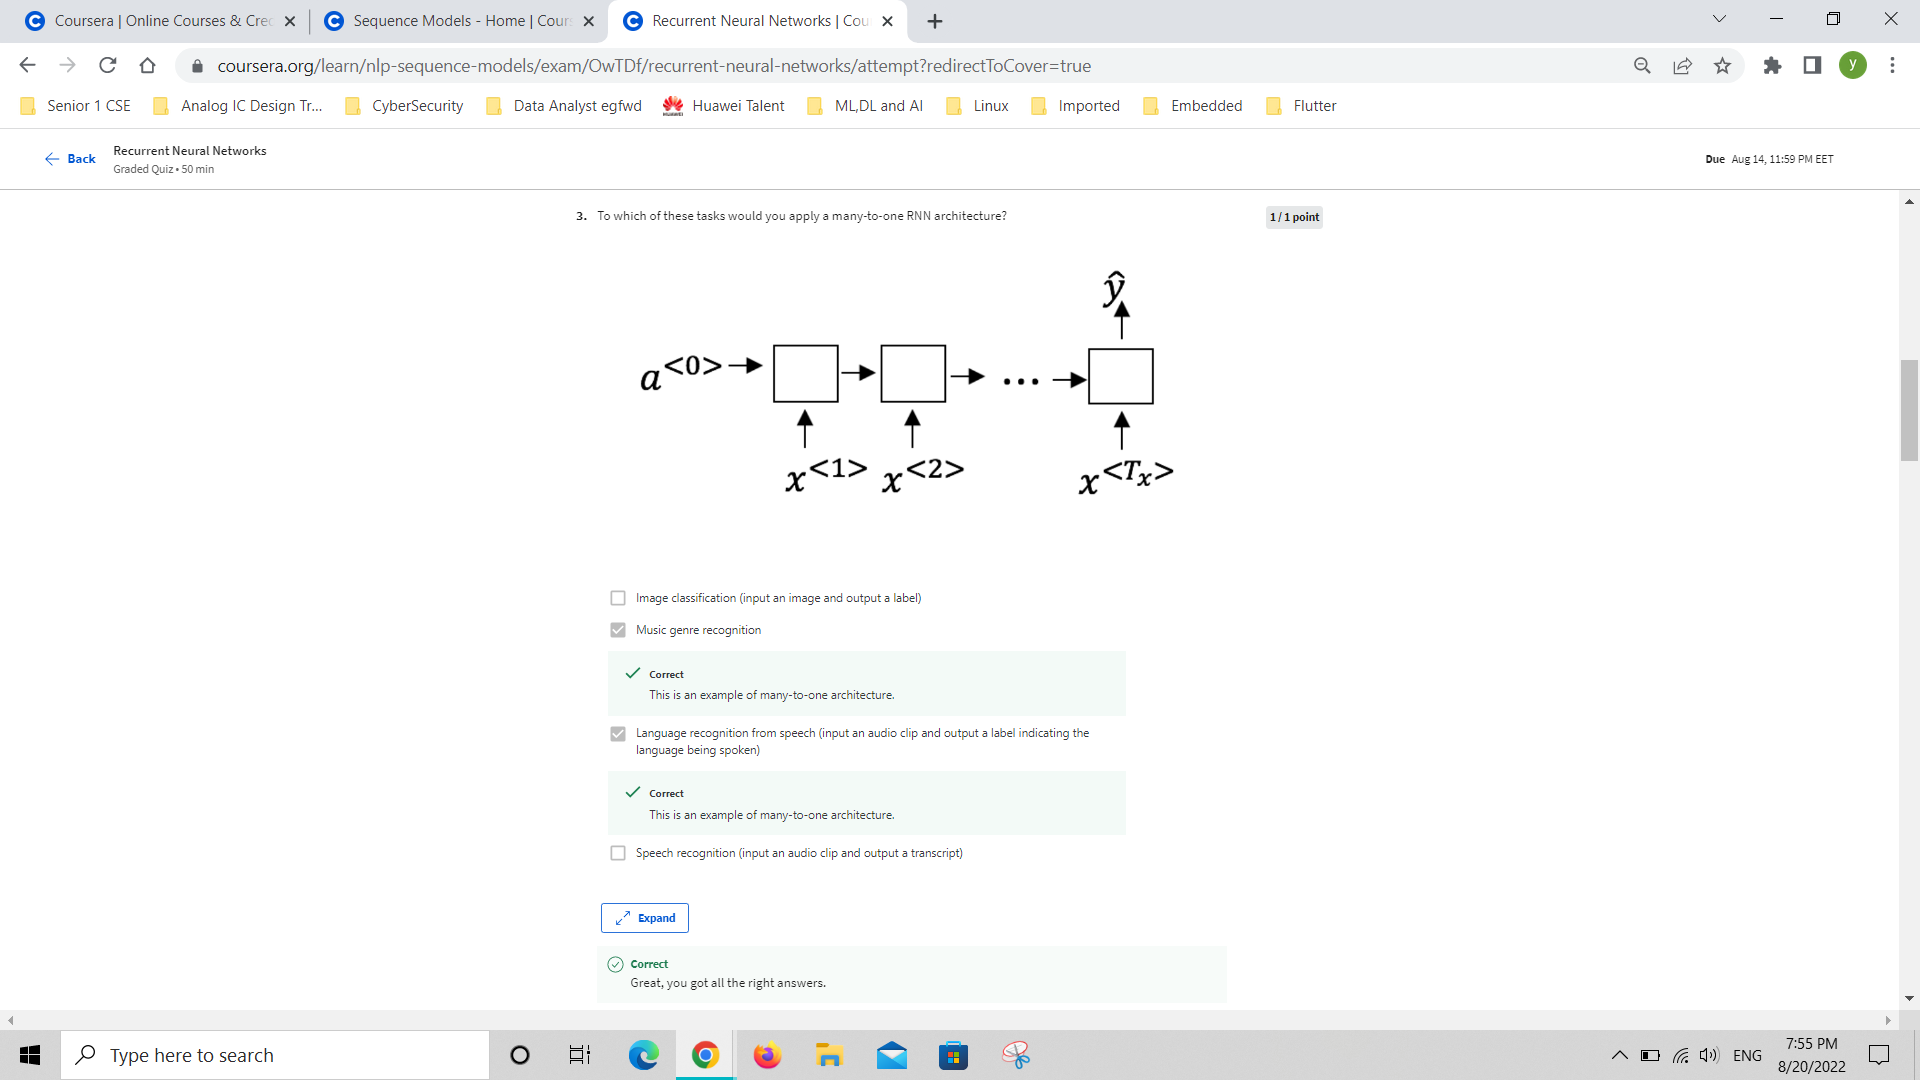 Coursera | Online Courses & Cre
Sequence Models - Home | Cour
Recurrent Neural Networks | Cou
coursera.org/learn/nlp-sequence-models/exam/OwTDf/recurrent-neural-networks/attempt?redirectToCover=true
y
Senior 1 CSE
Analog IC Design Tr...
CyberSecurity
Data Analyst egfwd
HUAWEI
Huawei Talent
ML,DL and AI
Linux
Imported
Embedded
Flutter
Back
Recurrent Neural Networks
Graded Quiz • 50 min
Due Aug 14, 11:59 PM EET
3. To which of these tasks would you apply a many-to-one RNN architecture?
1 / 1 point
ŷ
a<0>
...
x<1> x<2> x<Tx>
Image classification (input an image and output a label)
Music genre recognition
Correct
This is an example of many-to-one architecture.
Language recognition from speech (input an audio clip and output a label indicating the
language being spoken)
Correct
This is an example of many-to-one architecture.
Speech recognition (input an audio clip and output a transcript)
Expand
Correct
Great, you got all the right answers.
Type here to search
ENG
7:55 PM
8/20/2022